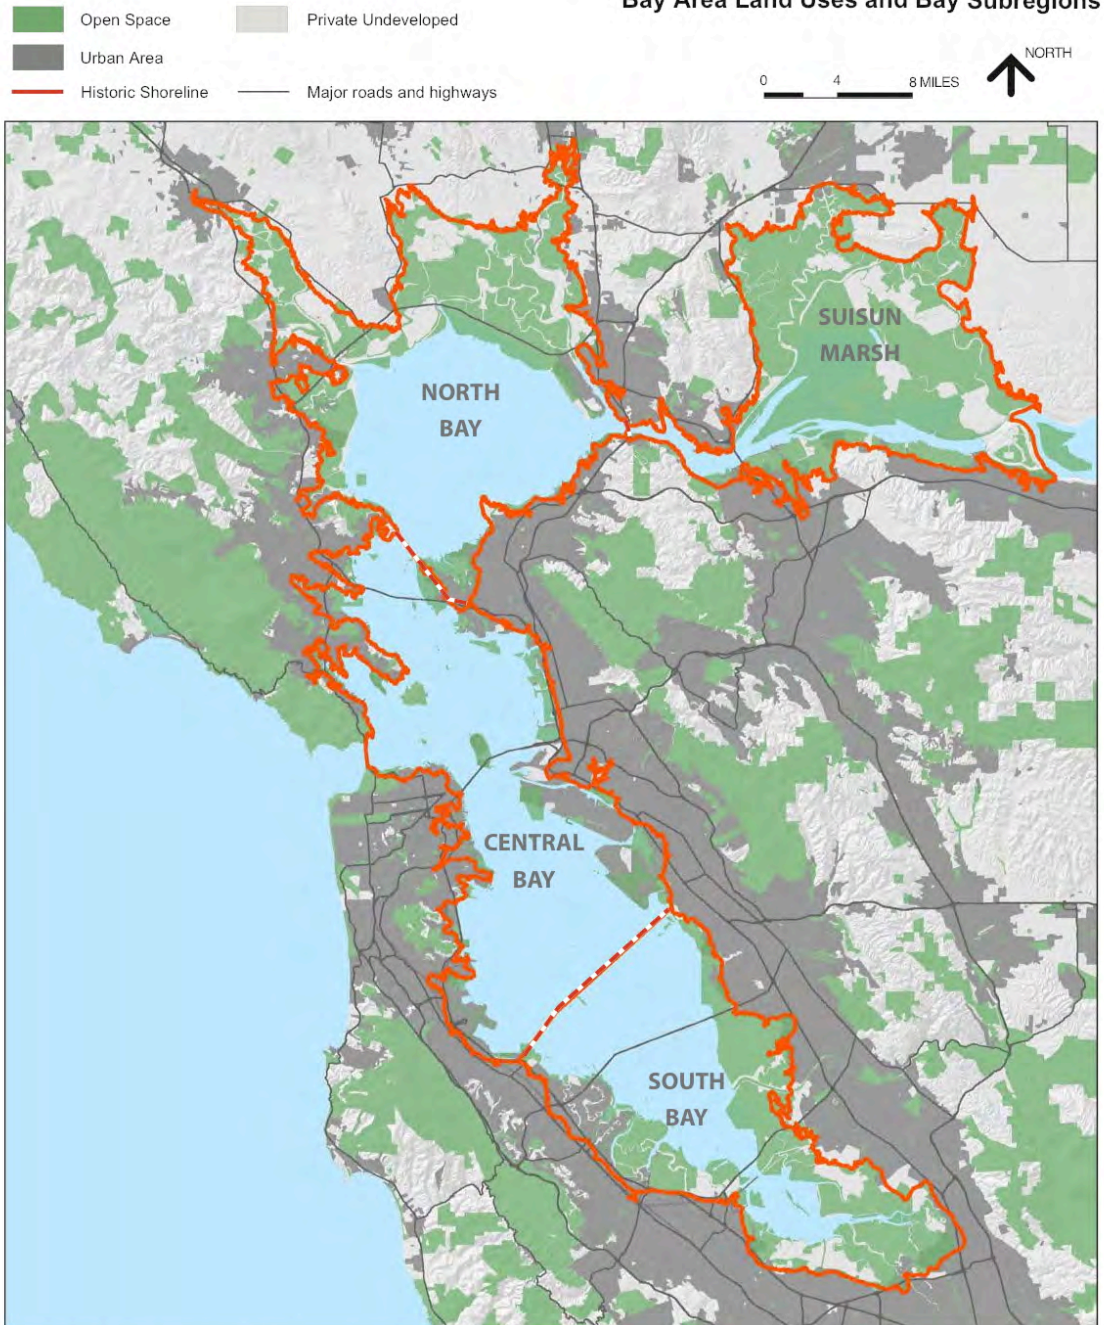 Bay Area Land Uses and Bay Subregions
Open Space
Private Undeveloped
Urban Area
Historic Shoreline
Major roads and highways
0 4 8 MILES
NORTH
SUISUN
MARSH
NORTH
BAY
CENTRAL
BAY
SOUTH
BAY